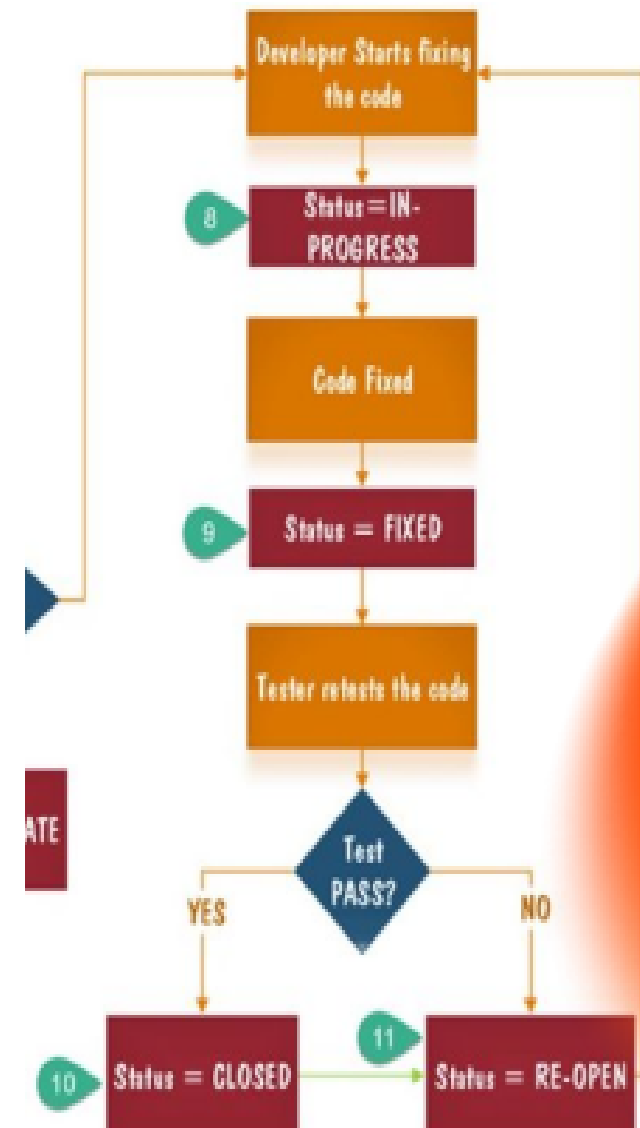 Developer Starts fixing
the code
8
Status=IN-
PROGRESS
Code Fixed
9
Status = FIXED
Tester retests the code
ATE
Test
PASS?
YES
NO
10
Status = CLOSED
11
Status = RE-OPEN